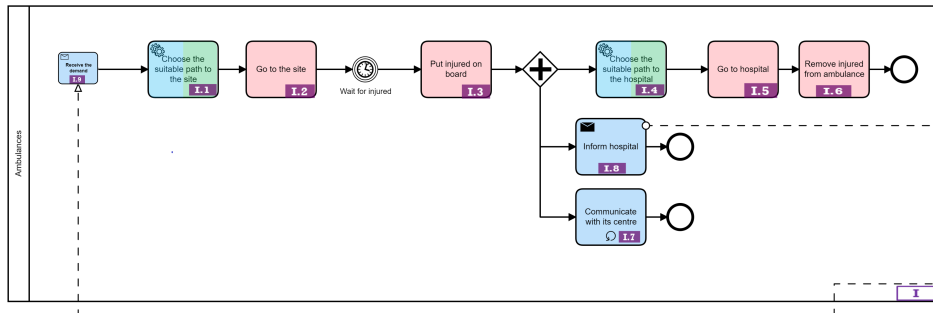 Ambulances
Receive the
demand
I.9
Choose the
suitable path to
the site
I.1
Go to the site
I.2
Wait for injured
Put injured on
board
I.3
Choose the
suitable path to
the hospital
I.4
Go to hospital
I.5
Remove injured
from ambulance
I.6
Inform hospital
I.8
Communicate
with its centre
I.7
I